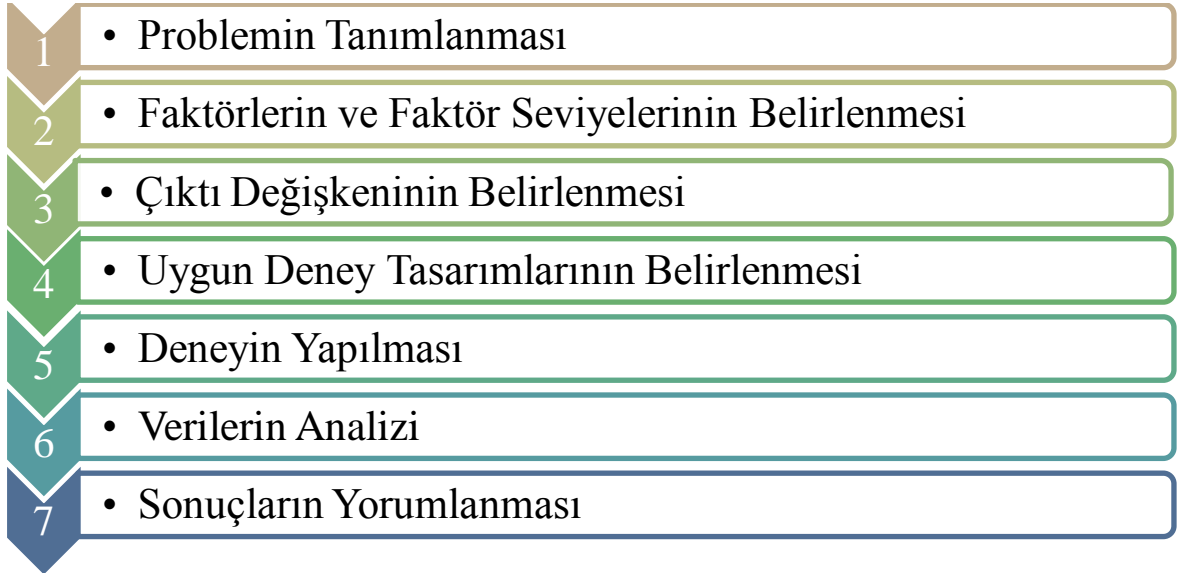 1 • Problemin Tanımlanması
2 • Faktörlerin ve Faktör Seviyelerinin Belirlenmesi
3 • Çıktı Değişkeninin Belirlenmesi
4 • Uygun Deney Tasarımlarının Belirlenmesi
5 • Deneyin Yapılması
6 • Verilerin Analizi
7 • Sonuçların Yorumlanması